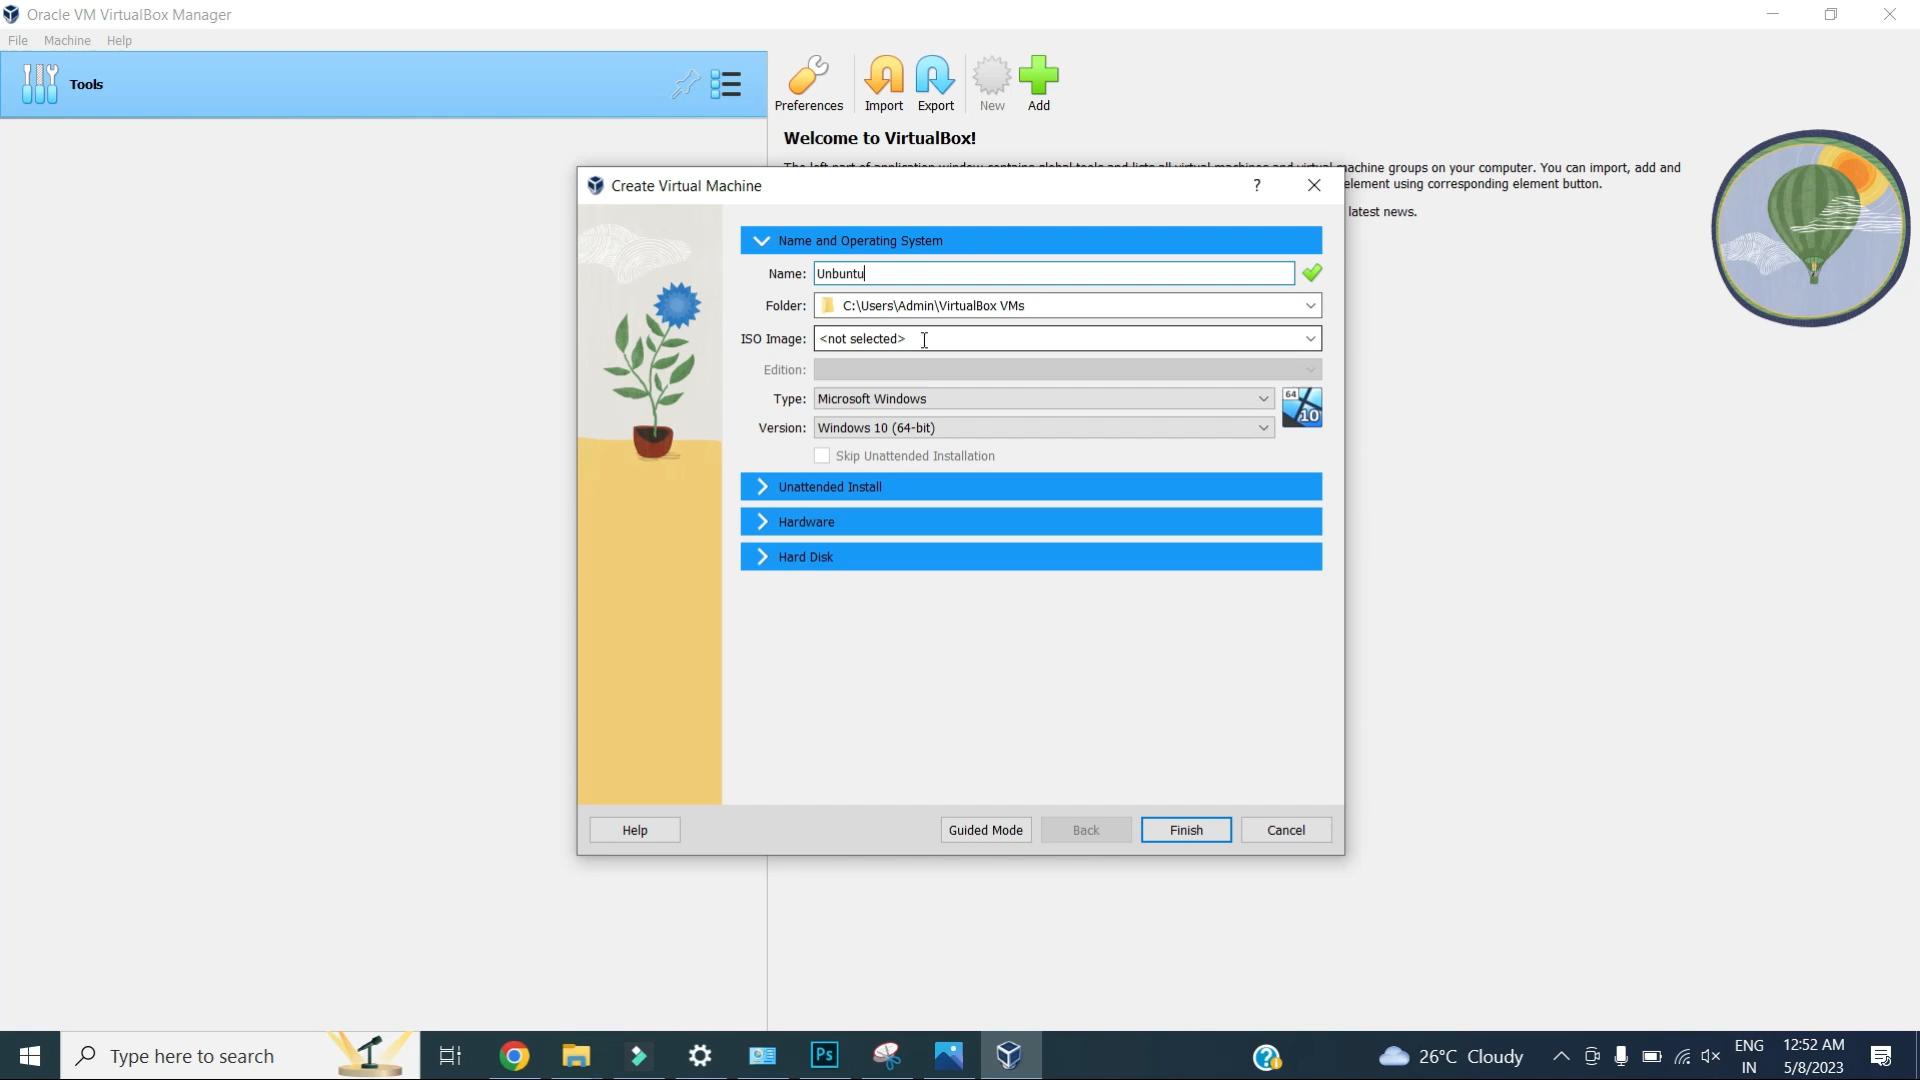 Oracle VM VirtualBox Manager
File Machine Help
Tools
Preferences Import Export New Add
Welcome to VirtualBox!
machine groups on your computer. You can import, add and
element using corresponding element button.
latest news.
Create Virtual Machine ?
Name and Operating System
Name: Unbuntu
Folder: C:\Users\Admin\VirtualBox VMs
ISO Image: <not selected>
Edition:
Type: Microsoft Windows
64
10
Version: Windows 10 (64-bit)
Skip Unattended Installation
Unattended Install
Hardware
Hard Disk
Help Guided Mode Back Finish Cancel
Type here to search
Ps
26°C Cloudy
ENG
IN
12:52 AM
5/8/2023